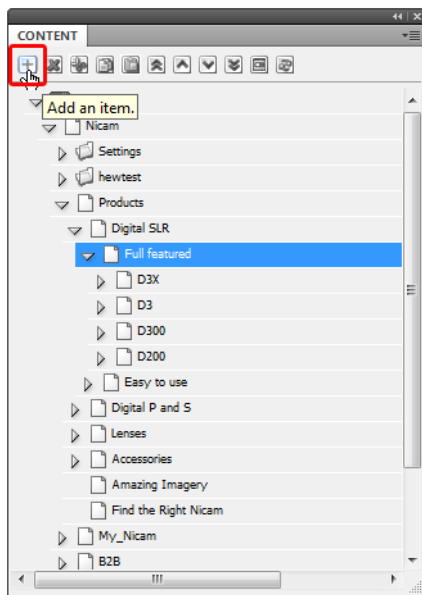 CONTENT
Add an item.
Nicam
Settings
hewtest
Products
Digital SLR
Full featured
D3X
D3
D300
D200
Easy to use
Digital P and S
Lenses
Accessories
Amazing Imagery
Find the Right Nicam
My_Nicam
B2B